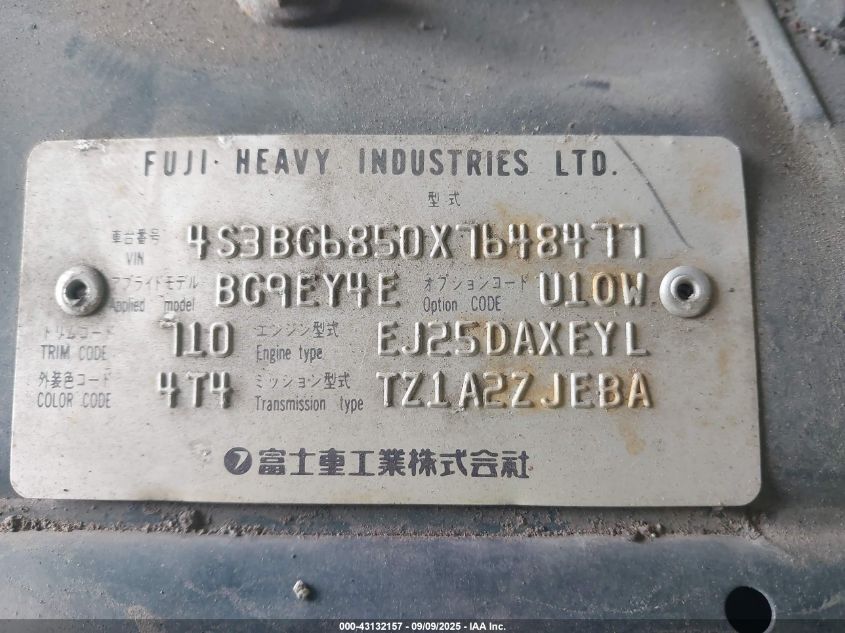 FUJI HEAVY INDUSTRIES LTD.
型式
車台番号 VIN 4S3BG6850X7648477
アプライドモデル Applied model BG9EY4E オプションコード Option CODE U10W
トリムコード TRIM CODE 710 エンジン型式 Engine type EJ25DAXEYL
外装色コード COLOR CODE 4T4 ミッション型式 Transmission type TZ1A2ZJEBA
富士重工業株式会社
000-43132157 - 09/09/2025 - IAA Inc.